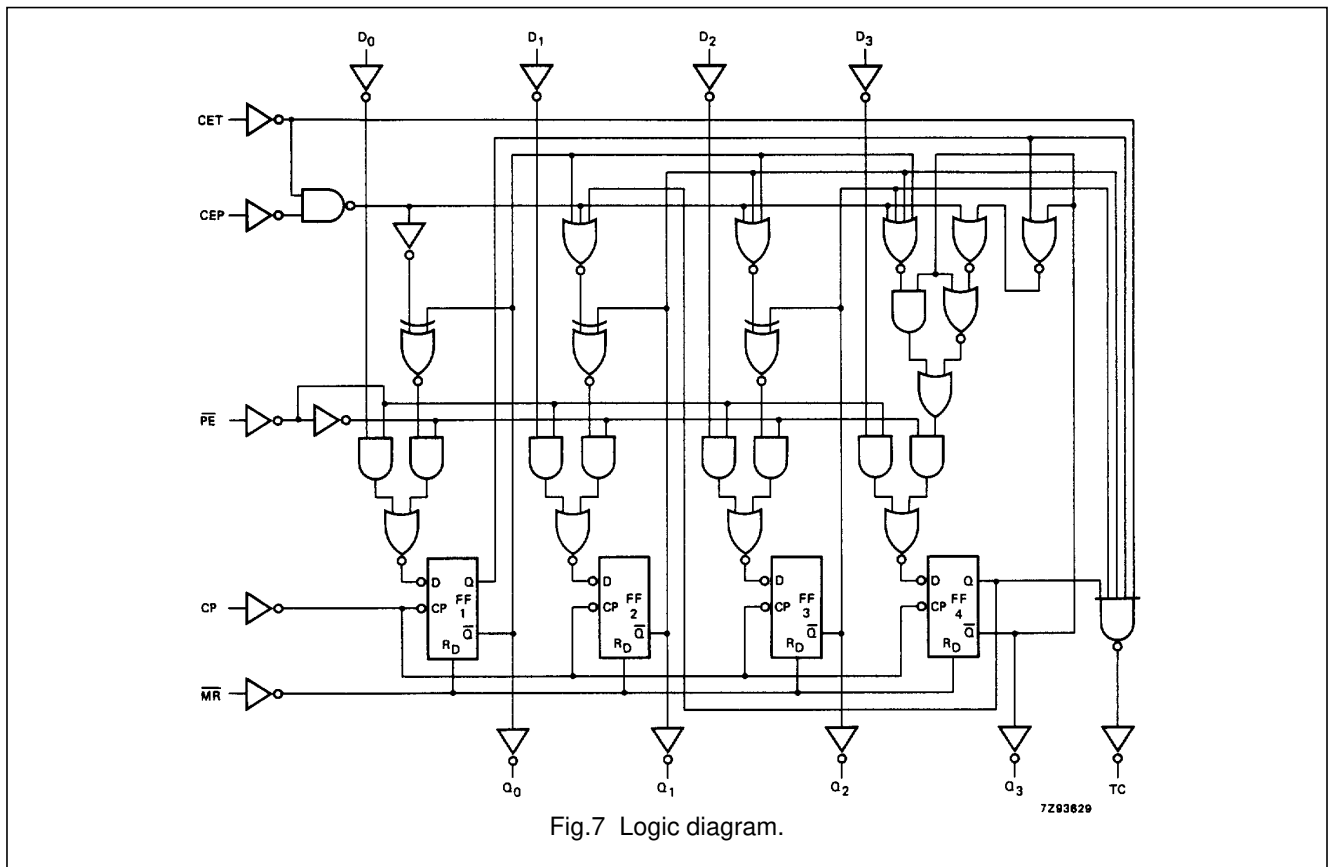 D0 D1 D2 D3
CET
CEP
PE
D Q D Q D Q
FF FF FF FF
CP 1 CP 2 CP 3 CP 4
CP
Q Q Q Q
RD RD RD RD
MR
Q0 Q1 Q2 Q3 TC
7Z93629
Fig.7 Logic diagram.